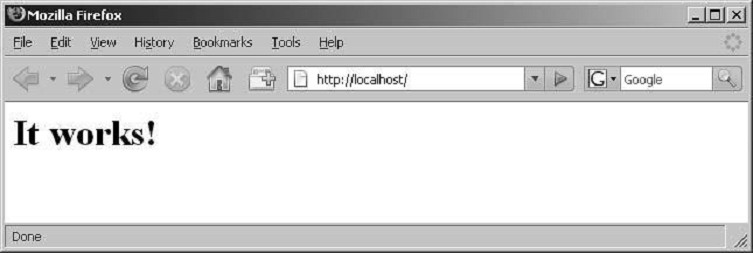 Mozilla Firefox
File Edit View History Bookmarks Tools Help
http://localhost/ G Google
It works!
Done